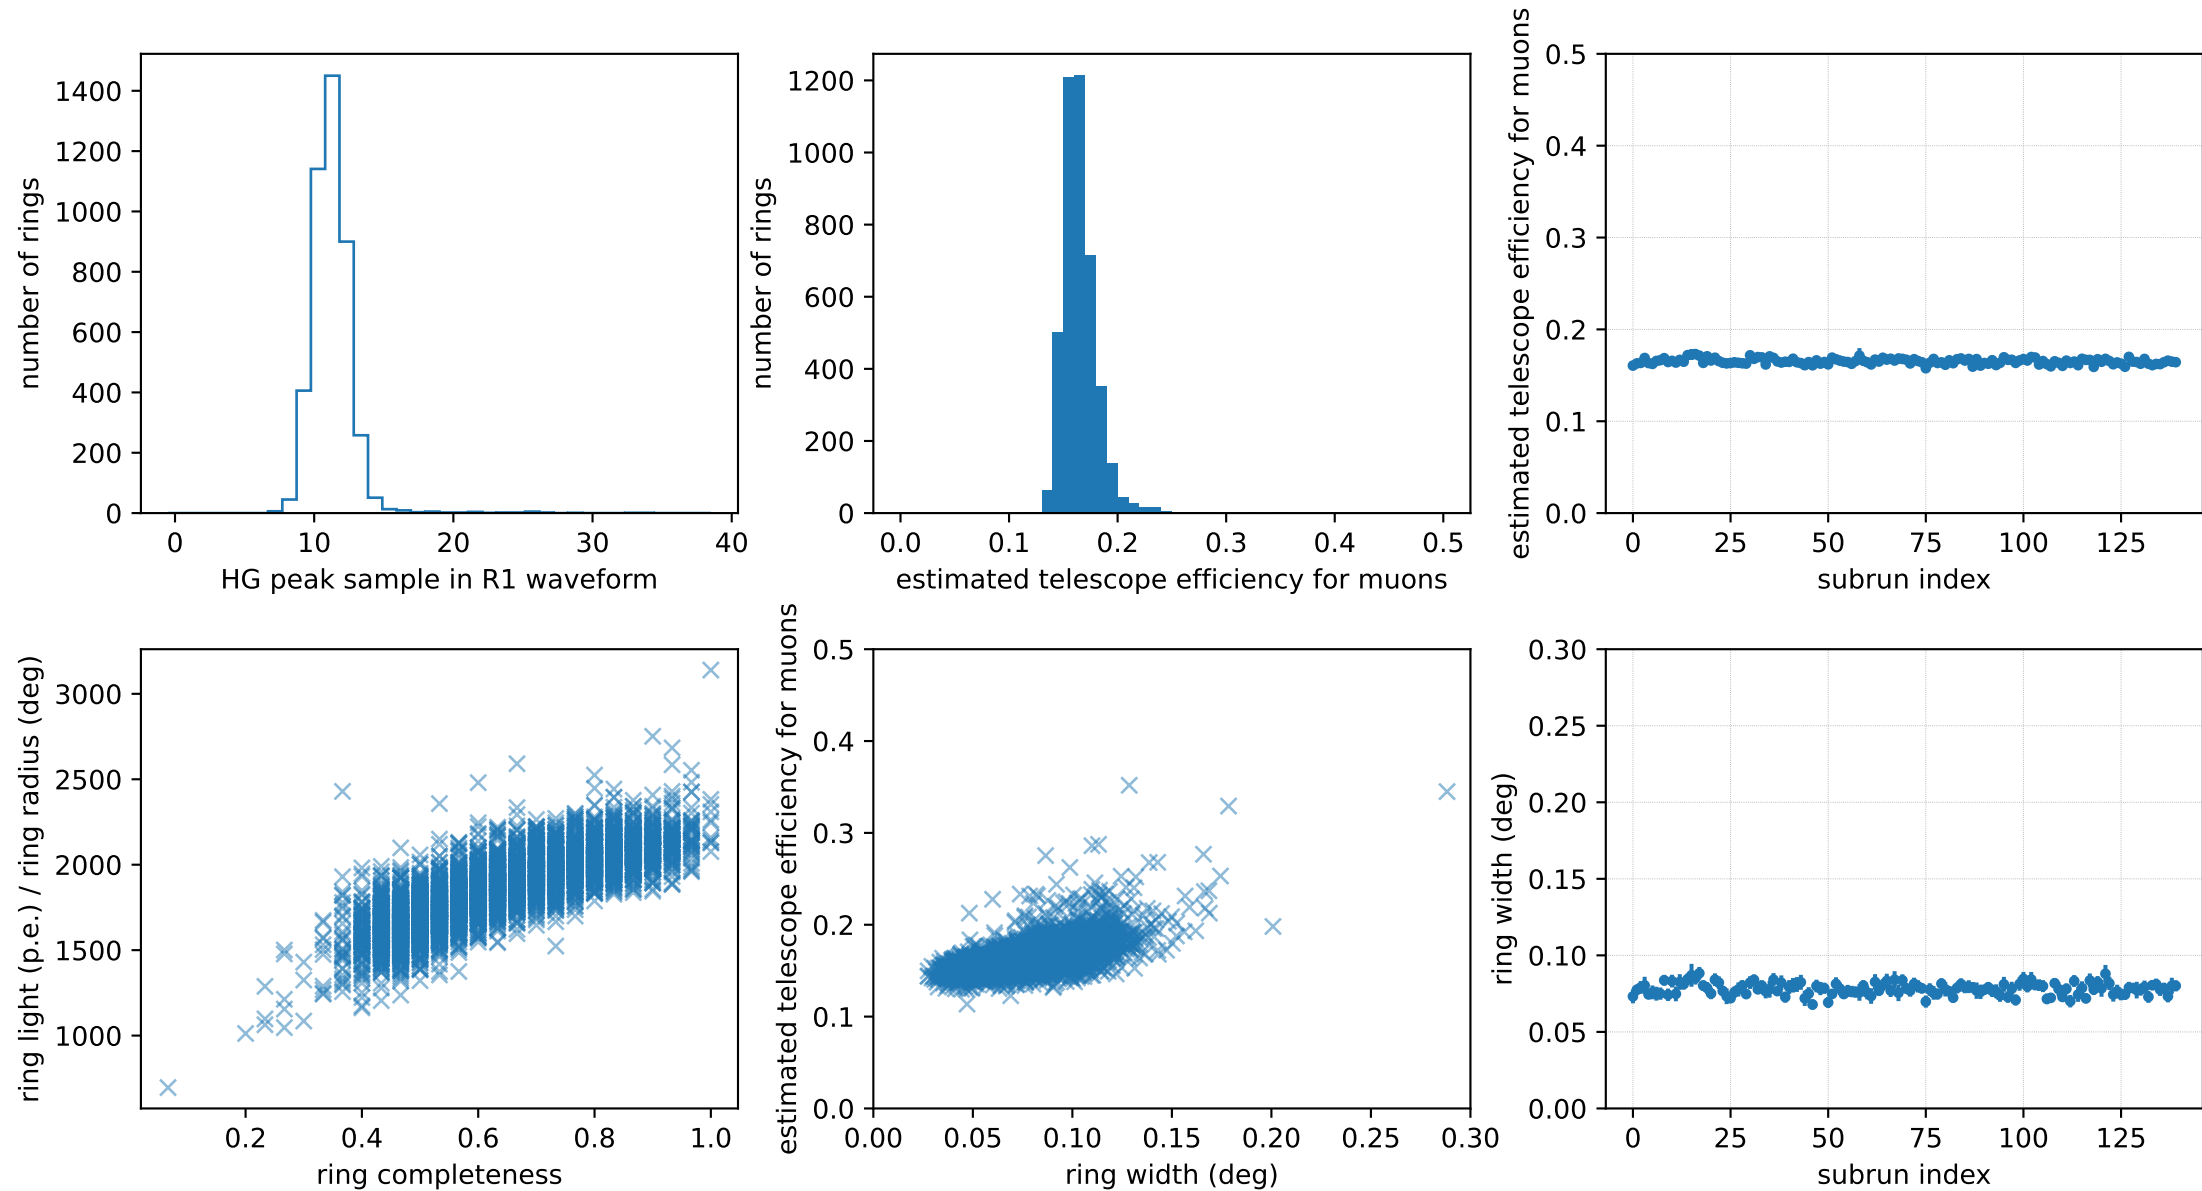 number of rings
1400
1200
1000
800
600
400
200
0
0 10 20 30 40
HG peak sample in R1 waveform
number of rings
1200
1000
800
600
400
200
0
0.0 0.1 0.2 0.3 0.4 0.5
estimated telescope efficiency for muons
estimated telescope efficiency for muons
0.5
0.4
0.3
0.2
0.1
0.0
0 25 50 75 100 125
subrun index
ring light (p.e.) / ring radius (deg)
3000
2500
2000
1500
1000
0.2 0.4 0.6 0.8 1.0
ring completeness
estimated telescope efficiency for muons
0.5
0.4
0.3
0.2
0.1
0.0
0.00 0.05 0.10 0.15 0.20 0.25 0.30
ring width (deg)
ring width (deg)
0.30
0.25
0.20
0.15
0.10
0.05
0.00
0 25 50 75 100 125
subrun index